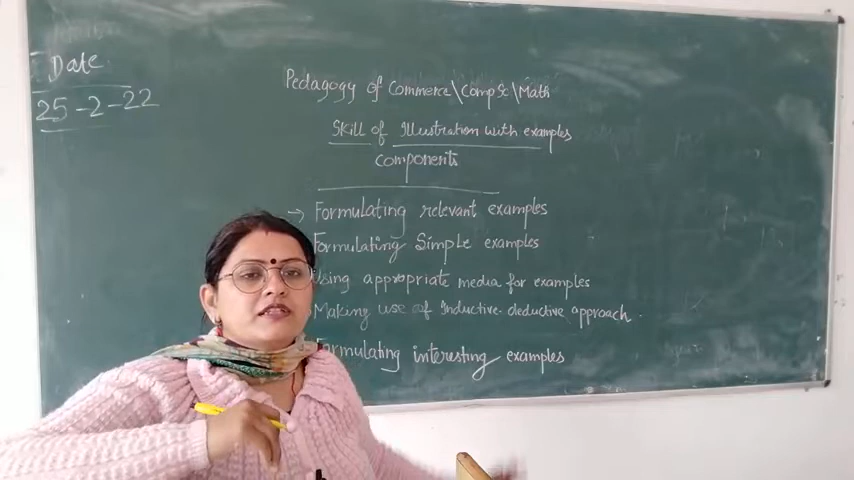 Date
25-2-22
Pedagogy of Commerce\Comp Sc\Math
Skill of Illustration with examples
Components
→ Formulating relevant examples
Formulating Simple examples
Using appropriate media for examples
Making use of Inductive-deductive approach.
Formulating interesting examples